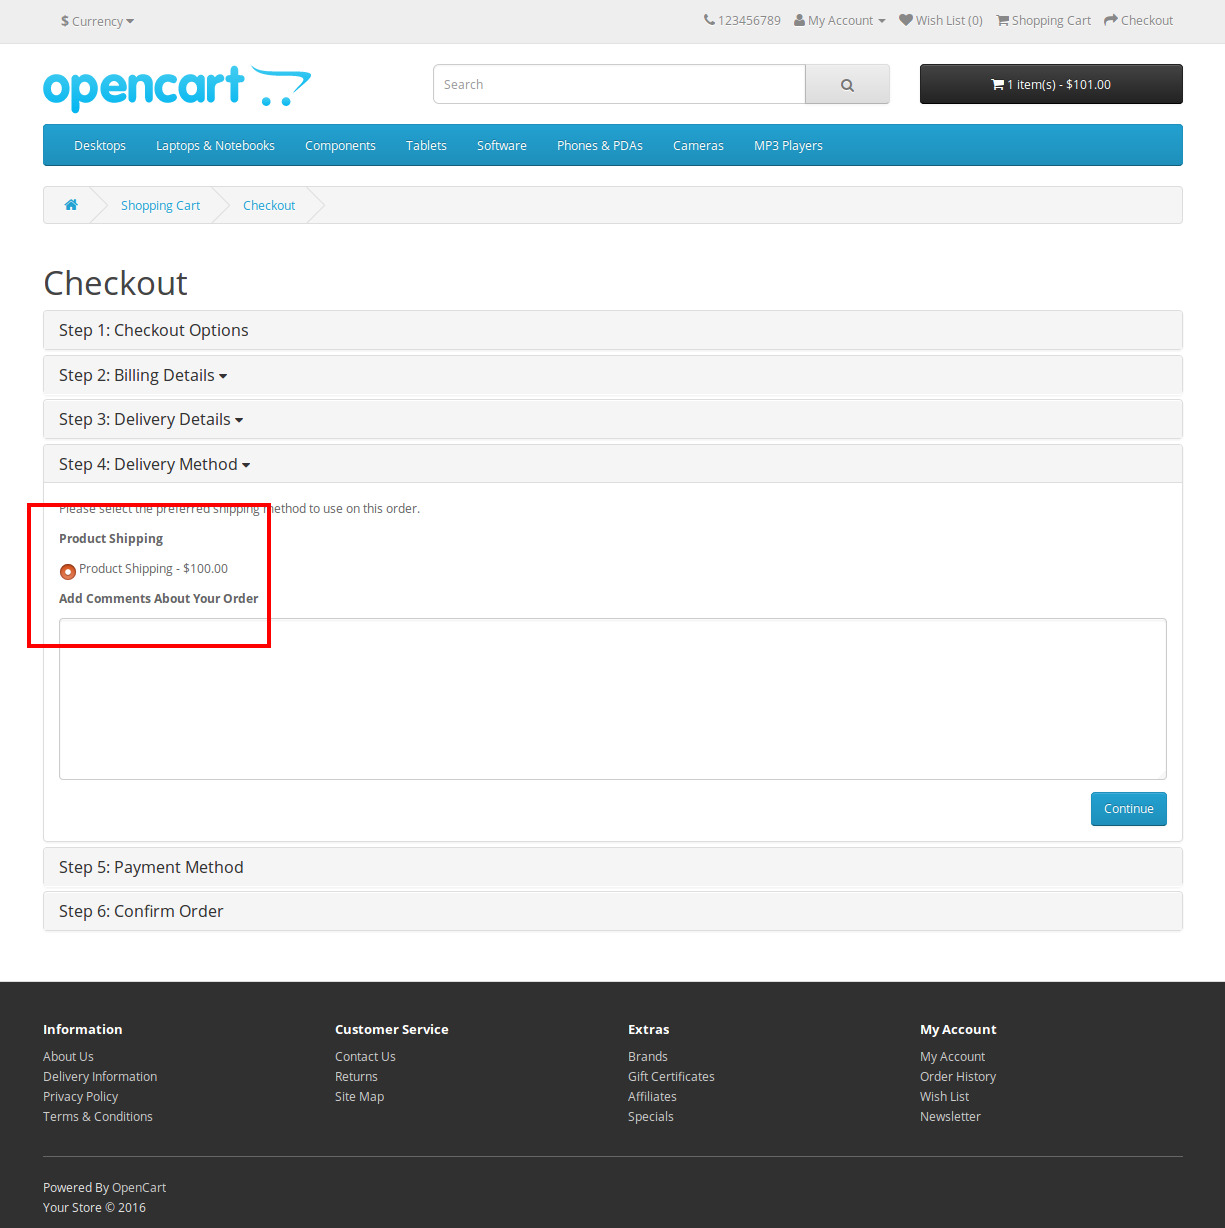 $ Currency
123456789 My Account Wish List (0) Shopping Cart Checkout
opencart
Search
1 item(s) - $101.00
Desktops Laptops & Notebooks Components Tablets Software Phones & PDAs Cameras MP3 Players
Shopping Cart Checkout
Checkout
Step 1: Checkout Options
Step 2: Billing Details
Step 3: Delivery Details
Step 4: Delivery Method
Please select the preferred shipping method to use on this order.
Product Shipping
Product Shipping - $100.00
Add Comments About Your Order
Continue
Step 5: Payment Method
Step 6: Confirm Order
Information
About Us
Delivery Information
Privacy Policy
Terms & Conditions
Customer Service
Contact Us
Returns
Site Map
Extras
Brands
Gift Certificates
Affiliates
Specials
My Account
My Account
Order History
Wish List
Newsletter
Powered By OpenCart
Your Store © 2016